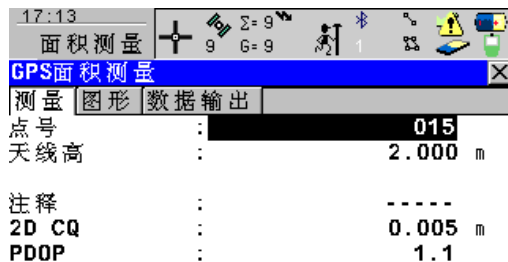 17:13
面积测量
9 Σ= 9
G= 9
1
GPS面积测量
测量 图形 数据输出
点号 : 015
天线高 : 2.000 m
注释 : -----
2D CQ : 0.005 m
PDOP : 1.1